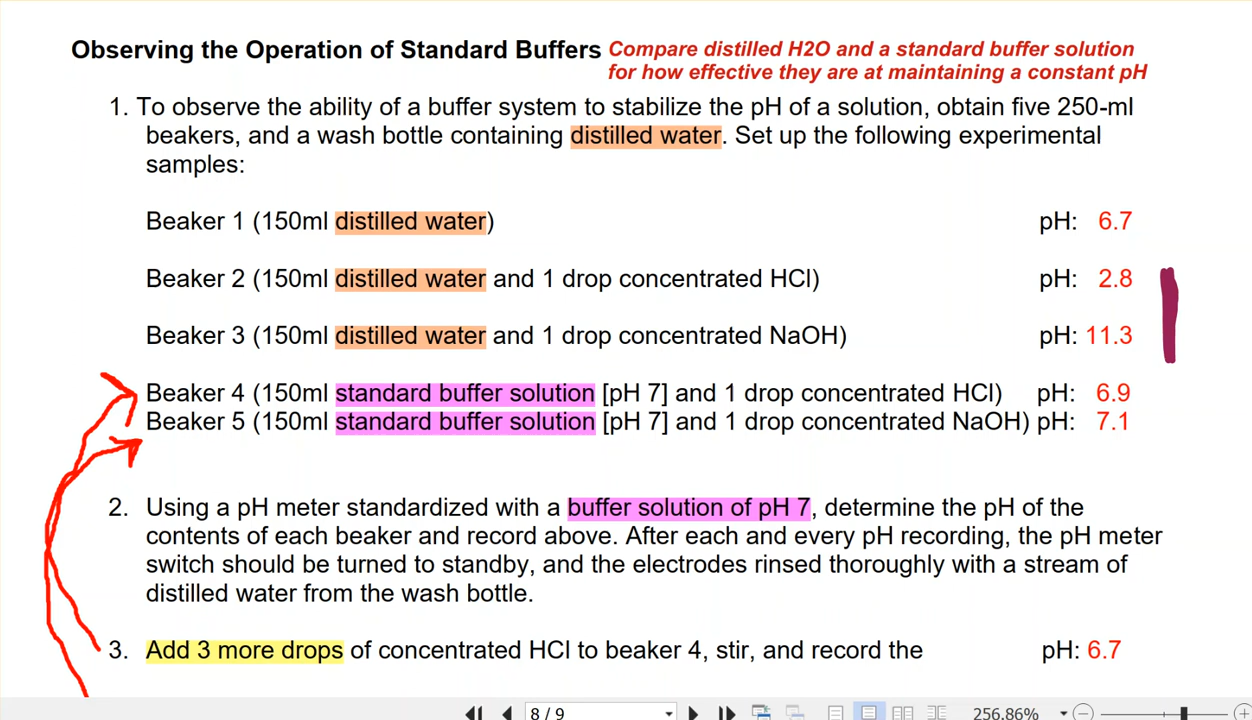 Observing the Operation of Standard Buffers Compare distilled H2O and a standard buffer solution
for how effective they are at maintaining a constant pH
1. To observe the ability of a buffer system to stabilize the pH of a solution, obtain five 250-ml
beakers, and a wash bottle containing distilled water. Set up the following experimental
samples:
Beaker 1 (150ml distilled water) pH: 6.7
Beaker 2 (150ml distilled water and 1 drop concentrated HCl) pH: 2.8
Beaker 3 (150ml distilled water and 1 drop concentrated NaOH) pH: 11.3
Beaker 4 (150ml standard buffer solution [pH 7] and 1 drop concentrated HCl) pH: 6.9
Beaker 5 (150ml standard buffer solution [pH 7] and 1 drop concentrated NaOH) pH: 7.1
2. Using a pH meter standardized with a buffer solution of pH 7, determine the pH of the
contents of each beaker and record above. After each and every pH recording, the pH meter
switch should be turned to standby, and the electrodes rinsed thoroughly with a stream of
distilled water from the wash bottle.
3. Add 3 more drops of concentrated HCl to beaker 4, stir, and record the pH: 6.7
8 / 9 256.86%